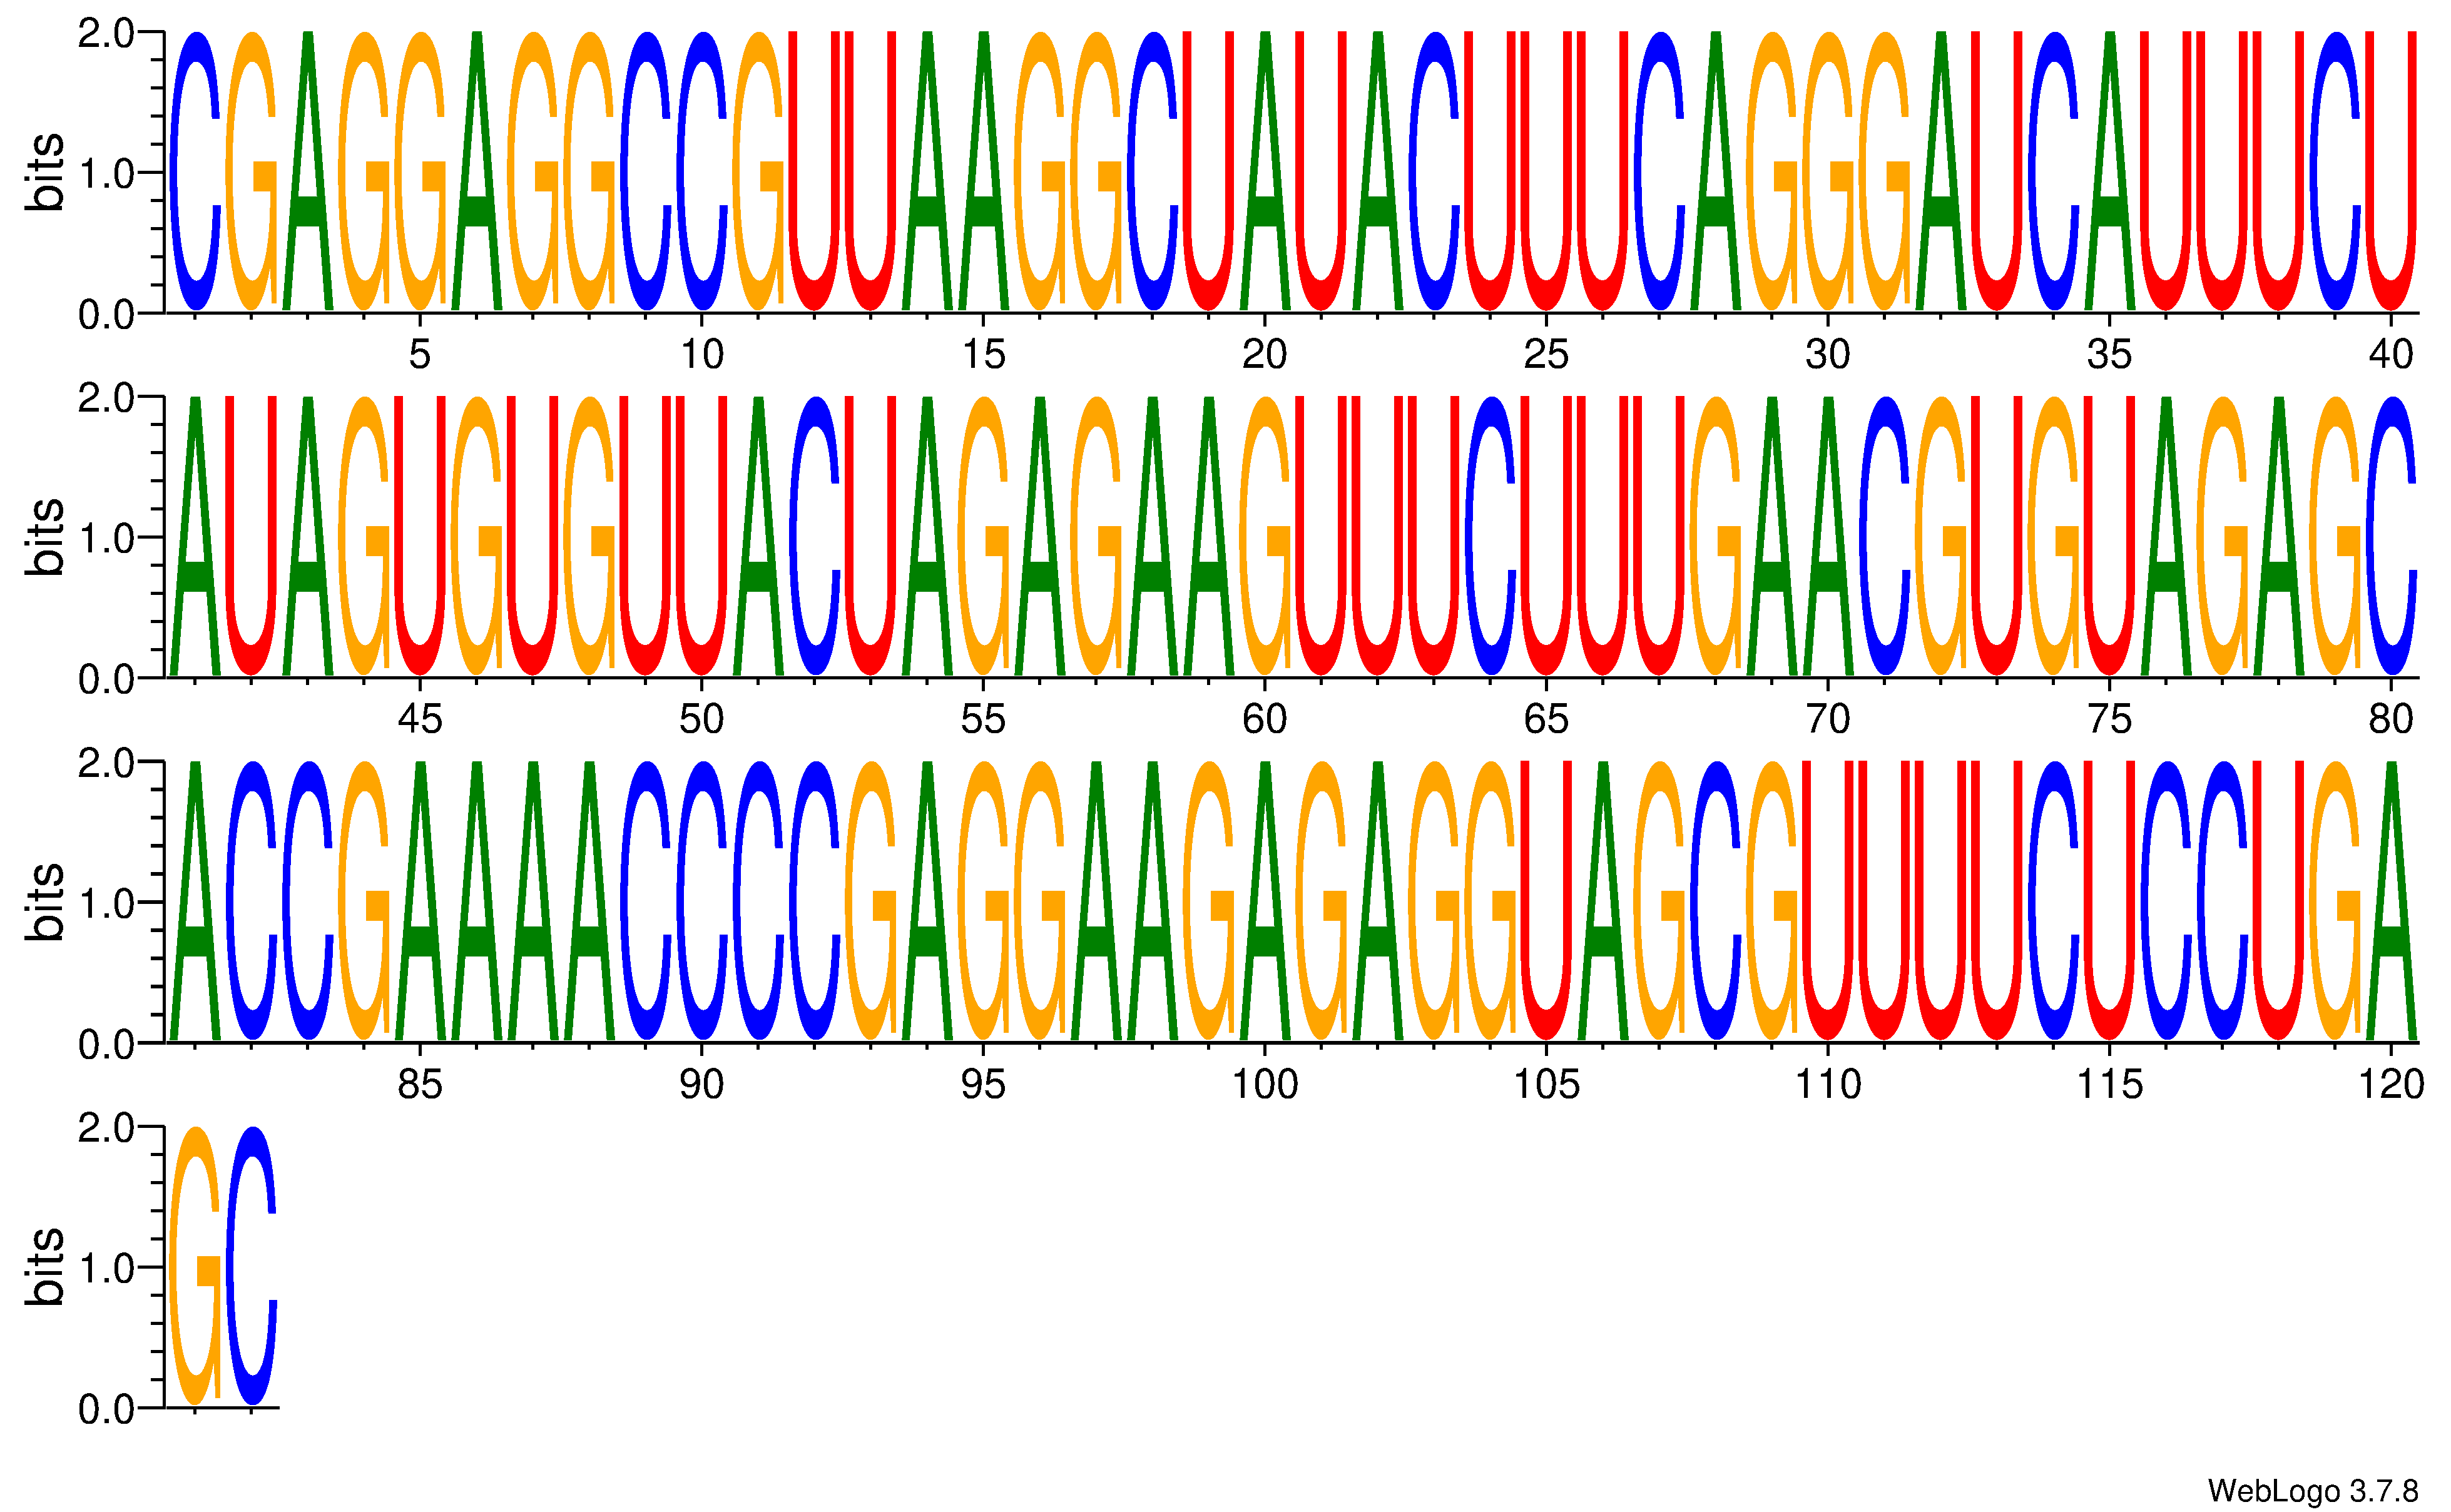 2.0
CGAGGAGGCCGUUAAGGCUAUACUUUCAGGGAUCAUUUCU
bits
1.0
0.0
5 10 15 20 25 30 35 40
2.0
AUAGUGUGUUACUAGAGAAGUUUCUUUGAACGUGUAGAGC
bits
1.0
0.0
45 50 55 60 65 70 75 80
2.0
ACCGAAAACCCCGAGGAAGAGAGGUAGCGUUUUCUCCUGA
bits
1.0
0.0
85 90 95 100 105 110 115 120
2.0
GC
bits
1.0
0.0
WebLogo 3.7.8